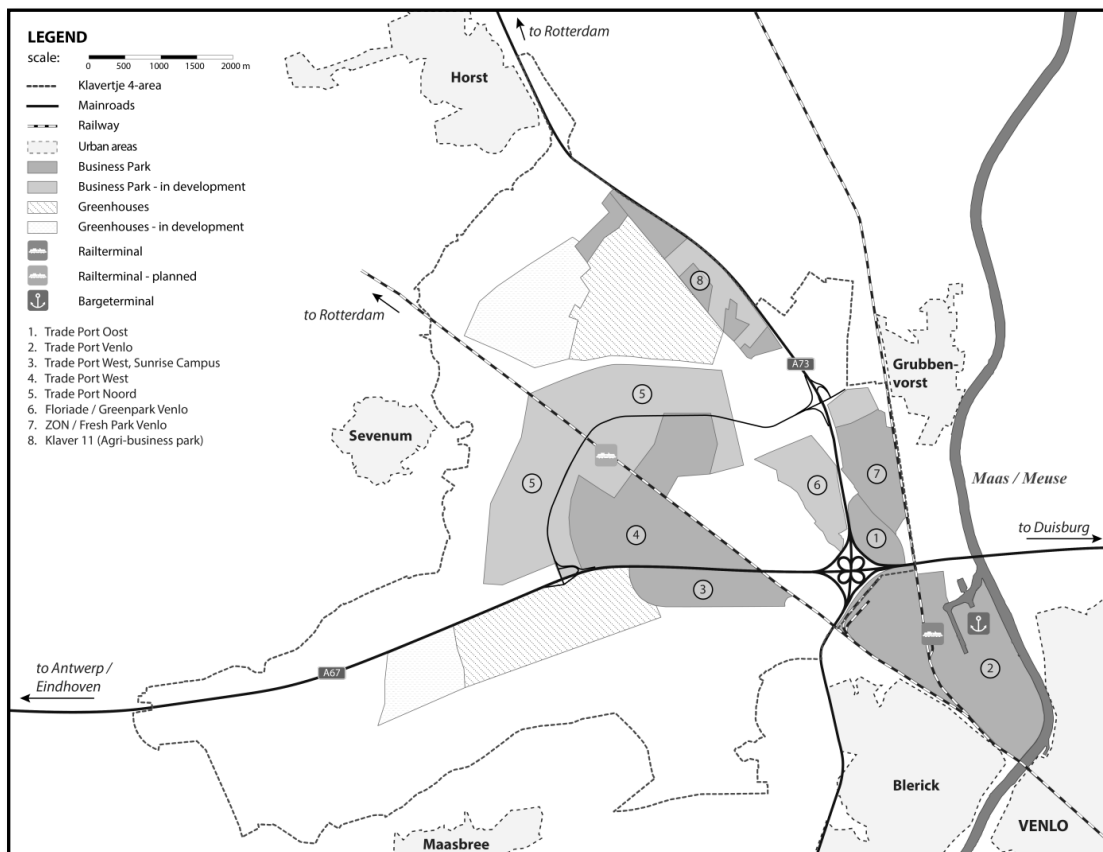 LEGEND
scale:
0 500 1000 1500 2000 m
Klavertje 4-area
Mainroads
Railway
Urban areas
Business Park
Business Park - in development
Greenhouses
Greenhouses - in development
Railterminal
Railterminal - planned
Bargeterminal
1. Trade Port Oost
2. Trade Port Venlo
3. Trade Port West, Sunrise Campus
4. Trade Port West
5. Trade Port Noord
6. Floriade / Greenpark Venlo
7. ZON / Fresh Park Venlo
8. Klaver 11 (Agri-business park)
to Rotterdam
Horst
8
to Rotterdam
A73
Grubben-
vorst
5
Sevenum
5
6
7
Maas / Meuse
4
1
to Duisburg
3
2
to Antwerp /
Eindhoven
A67
Blerick
VENLO
Maasbree